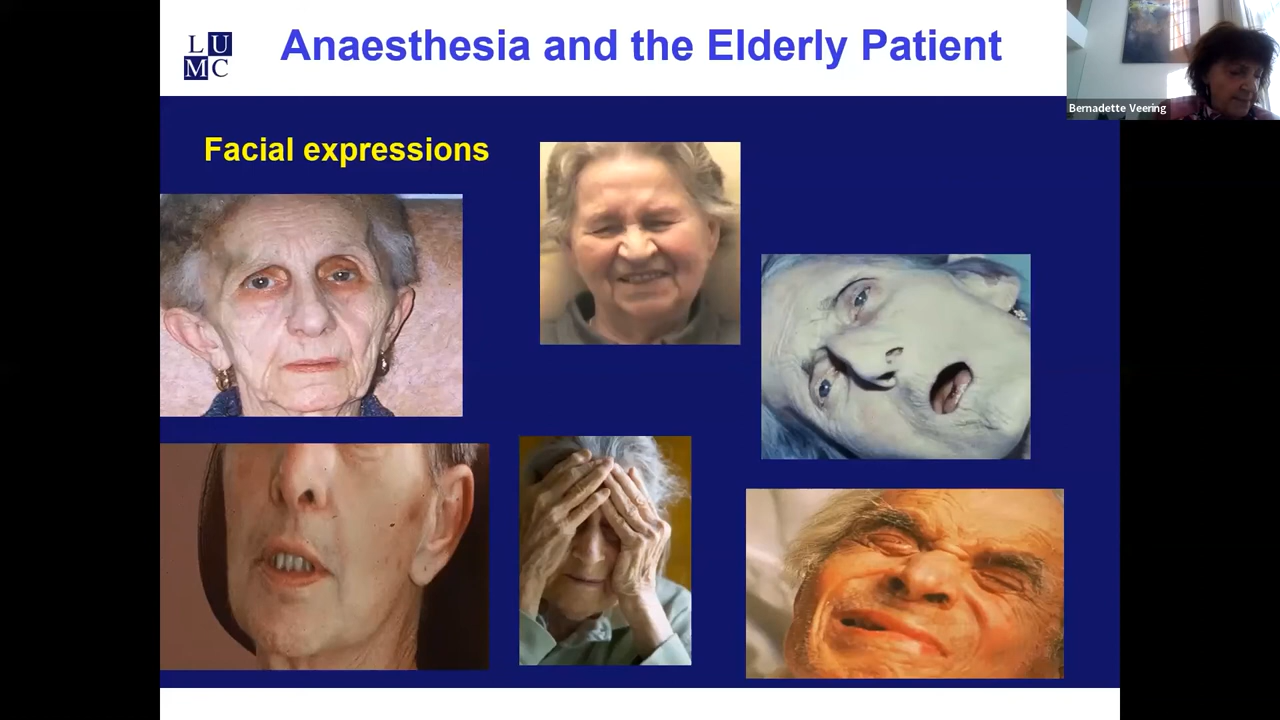 LU
MC
Anaesthesia and the Elderly Patient
Bernadette Veering
Facial expressions